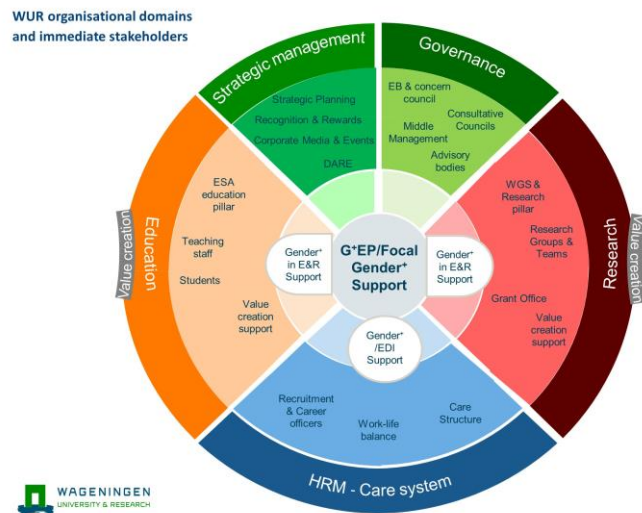 WUR organisational domains
and immediate stakeholders
Strategic management
Governance
Strategic Planning
Recognition & Rewards
Corporate Media & Events
DARE
EB & concern
council
Consultative
Councils
Middle
Management
Advisory
bodies
Value creation
Education
ESA
education
pillar
Teaching
staff
Students
Value
creation
support
Gender⁺
in E&R
Support
G⁺EP/Focal
Gender⁺
Support
Gender⁺
in E&R
Support
WGS &
Research
pillar
Research
Groups &
Teams
Grant Office
Value
creation
support
Research
Value creation
Gender⁺
/EDI
Support
Recruitment
& Career
officers
Work-life
balance
Care
Structure
HRM - Care system
WAGENINGEN
UNIVERSITY & RESEARCH